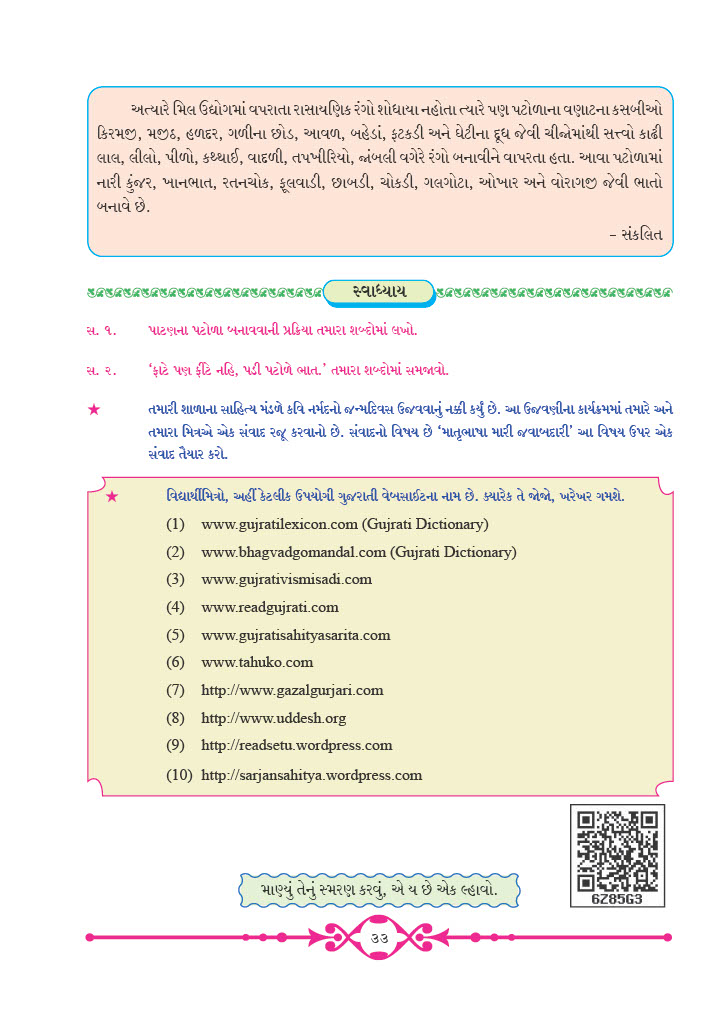 અત્યારે મિલ ઉદ્યોગમાં વપરાતા રાસાયણિક રંગો શોધાયા નહોતા ત્યારે પણ પટોળાના વણાટના કસબીઓ
કિરમજી, મજીઠ, હળદર, ગળીના છોડ, આવળ, બહેડાં, ફટકડી અને ઘેટીના દૂધ જેવી ચીજોમાંથી સત્ત્વો કાઢી
લાલ, લીલો, પીળો, કથ્થાઈ, વાદળી, તપખીરિયો, જાંબલી વગેરે રંગો બનાવીને વાપરતા હતા. આવા પટોળામાં
નારી કુંજર, ખાનભાત, રતનચોક, ફૂલવાડી, છાબડી, ચોકડી, ગલગોટા, ઓખાર અને વોરાગજી જેવી ભાતો
બનાવે છે.
– સંકલિત
સ્વાધ્યાય
સ. ૧. પાટણના પટોળા બનાવવાની પ્રક્રિયા તમારા શબ્દોમાં લખો.
સ. ૨. ‘ફાટે પણ ફીટે નહિ, પડી પટોળે ભાત.’ તમારા શબ્દોમાં સમજાવો.
★ તમારી શાળાના સાહિત્ય મંડળે કવિ નર્મદનો જન્મદિવસ ઉજવવાનું નક્કી કર્યું છે. આ ઉજવણીના કાર્યક્રમમાં તમારે અને
તમારા મિત્રએ એક સંવાદ રજૂ કરવાનો છે. સંવાદનો વિષય છે ‘માતૃભાષા મારી જવાબદારી’ આ વિષય ઉપર એક
સંવાદ તૈયાર કરો.
★ વિદ્યાર્થીમિત્રો, અહીં કેટલીક ઉપયોગી ગુજરાતી વેબસાઈટના નામ છે. ક્યારેક તે જોજો, ખરેખર ગમશે.
(1) www.gujratilexicon.com (Gujrati Dictionary)
(2) www.bhagvadgomandal.com (Gujrati Dictionary)
(3) www.gujrativismisadi.com
(4) www.readgujrati.com
(5) www.gujratisahityasarita.com
(6) www.tahuko.com
(7) http://www.gazalgurjari.com
(8) http://www.uddesh.org
(9) http://readsetu.wordpress.com
(10) http://sarjansahitya.wordpress.com
6Z85G3
માણ્યું તેનું સ્મરણ કરવું, એ ય છે એક લ્હાવો.
૩૩